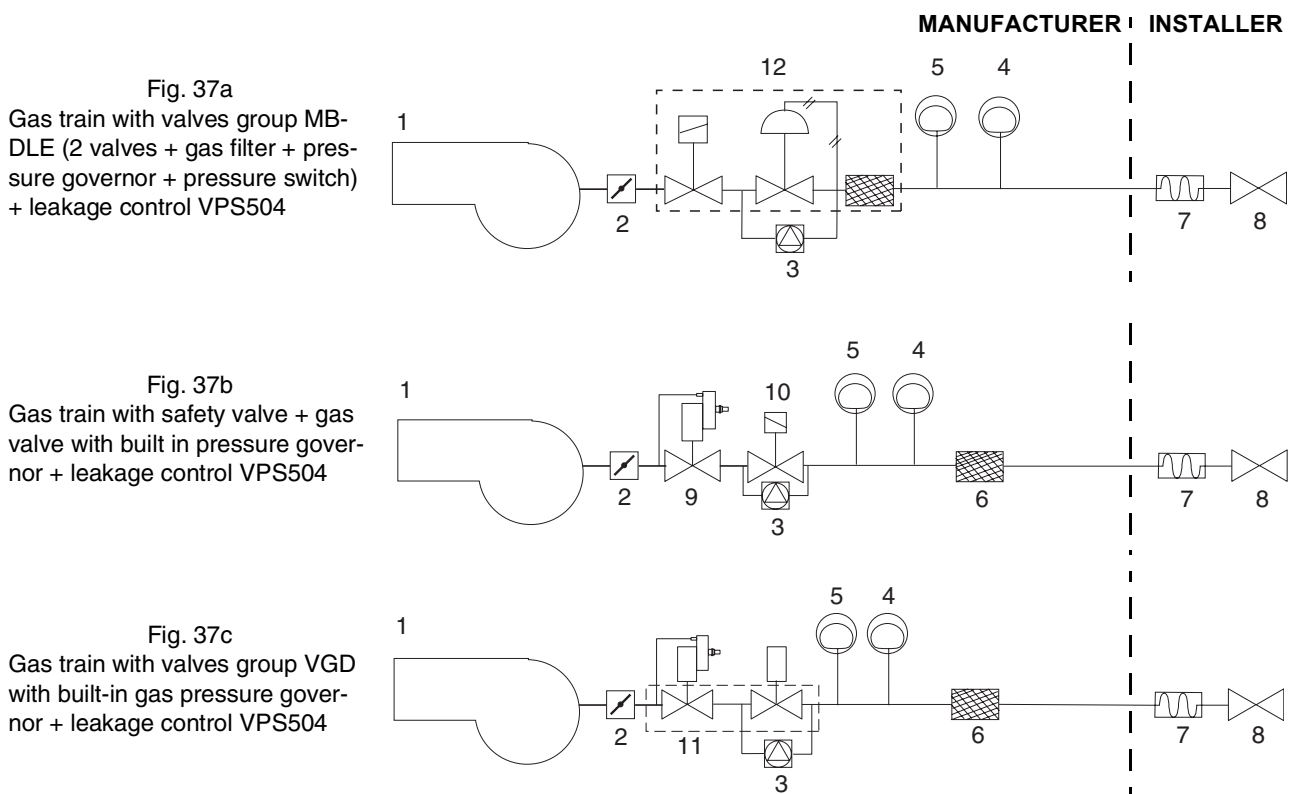 MANUFACTURER INSTALLER
Fig. 37a
Gas train with valves group MB-
DLE (2 valves + gas filter + pres-
sure governor + pressure switch)
+ leakage control VPS504
1
12
5 4
2
3
7 8
Fig. 37b
Gas train with safety valve + gas
valve with built in pressure gover-
nor + leakage control VPS504
1
10
5 4
2 9
3
6
7 8
Fig. 37c
Gas train with valves group VGD
with built-in gas pressure gover-
nor + leakage control VPS504
1
5 4
2 11
3
6
7 8